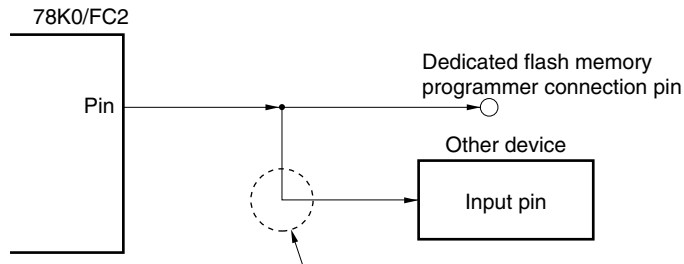 78K0/FC2
Dedicated flash memory
programmer connection pin
Pin
Other device
Input pin